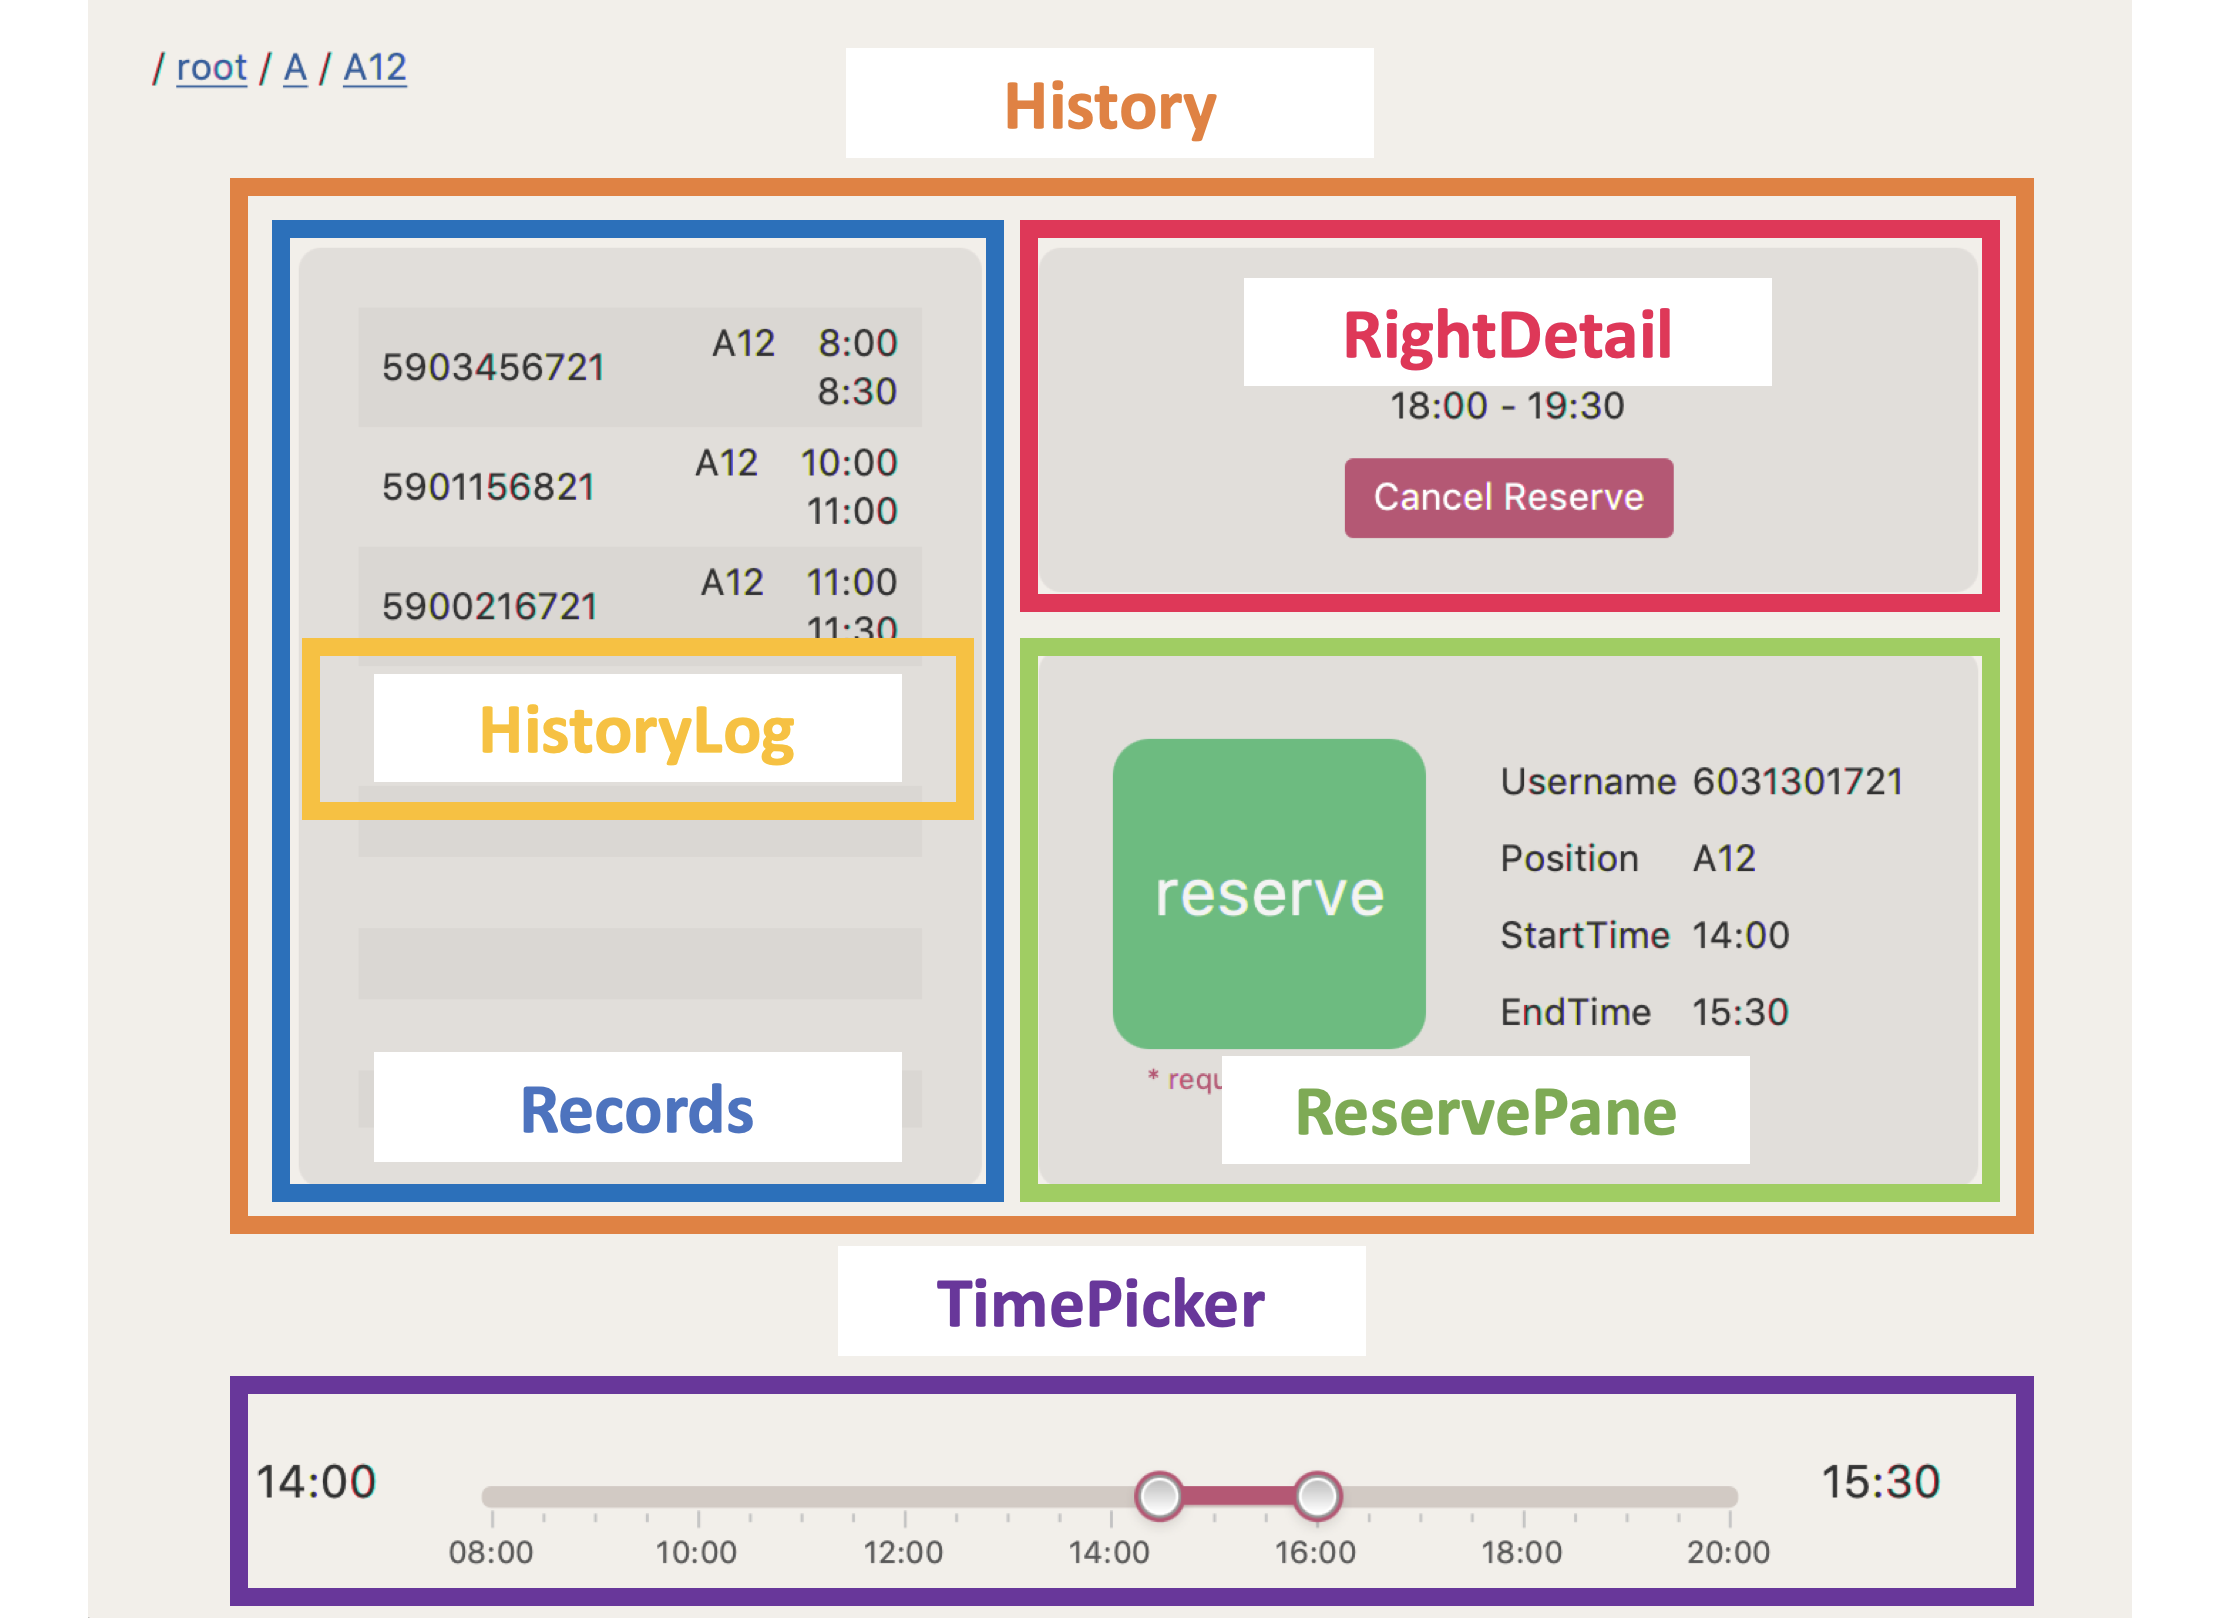 / root / A / A12
History
5903456721 A12 8:00
8:30
5901156821 A12 10:00
11:00
5900216721 A12 11:00
11:30
HistoryLog
Records
RightDetail
18:00 - 19:30
Cancel Reserve
reserve
Username 6031301721
Position A12
StartTime 14:00
EndTime 15:30
*
ReservePane
TimePicker
14:00
15:30
08:00 10:00 12:00 14:00 16:00 18:00 20:00